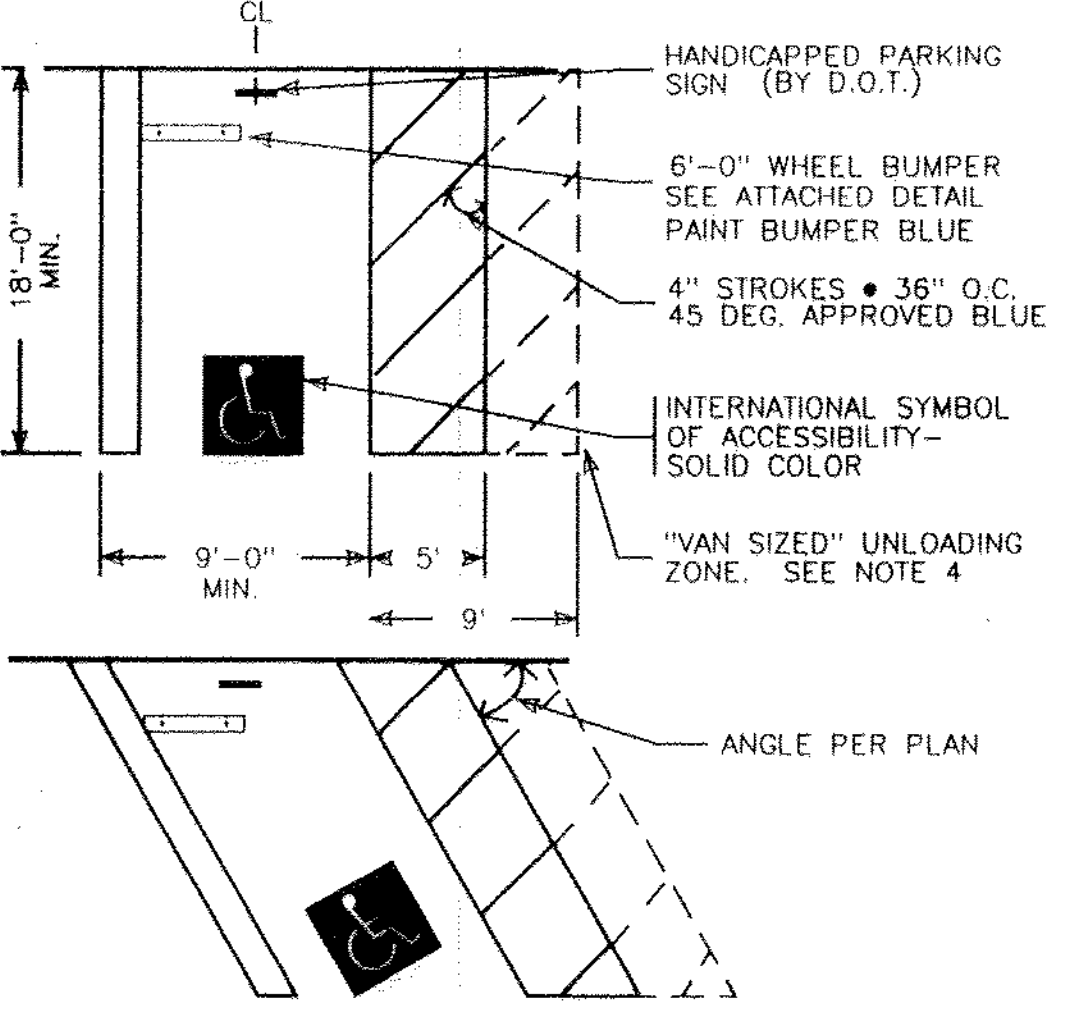 CL
HANDICAPPED PARKING
SIGN (BY D.O.T.)
6'-0" WHEEL BUMPER
SEE ATTACHED DETAIL
PAINT BUMPER BLUE
4" STROKES • 36" O.C.
45 DEG. APPROVED BLUE
18'-0"
MIN.
INTERNATIONAL SYMBOL
OF ACCESSIBILITY-
SOLID COLOR
"VAN SIZED" UNLOADING
ZONE. SEE NOTE 4
9'-0"
MIN.
5'
9'
ANGLE PER PLAN